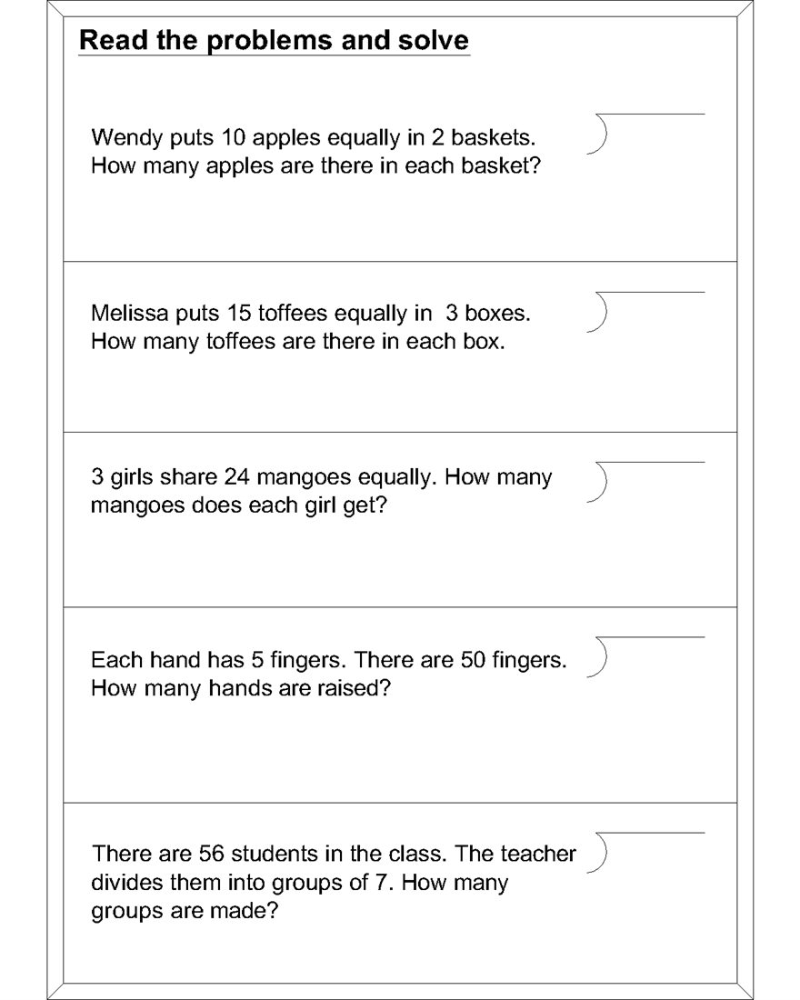 Read the problems and solve
Wendy puts 10 apples equally in 2 baskets.
How many apples are there in each basket?
Melissa puts 15 toffees equally in  3 boxes.
How many toffees are there in each box.
3 girls share 24 mangoes equally. How many
mangoes does each girl get?
Each hand has 5 fingers. There are 50 fingers.
How many hands are raised?
There are 56 students in the class. The teacher
divides them into groups of 7. How many
groups are made?